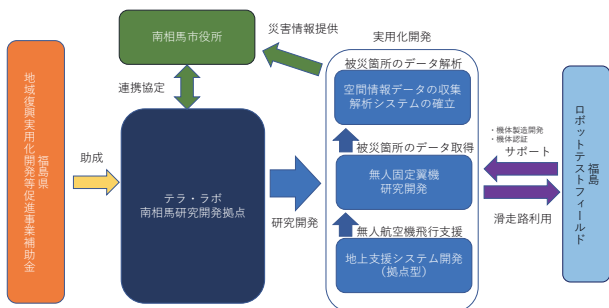 地域復興実用化開発等促進事業補助金
福島県
助成
南相馬市役所
連携協定
テラ・ラボ
南相馬研究開発拠点
災害情報提供
研究開発
実用化開発
被災箇所のデータ解析
空間情報データの収集
解析システムの確立
被災箇所のデータ取得
無人固定翼機
研究開発
無人航空機飛行支援
地上支援システム開発
(拠点型)
・機体製造開発
・機体認証
サポート
滑走路利用
福島
ロボットテストフィールド